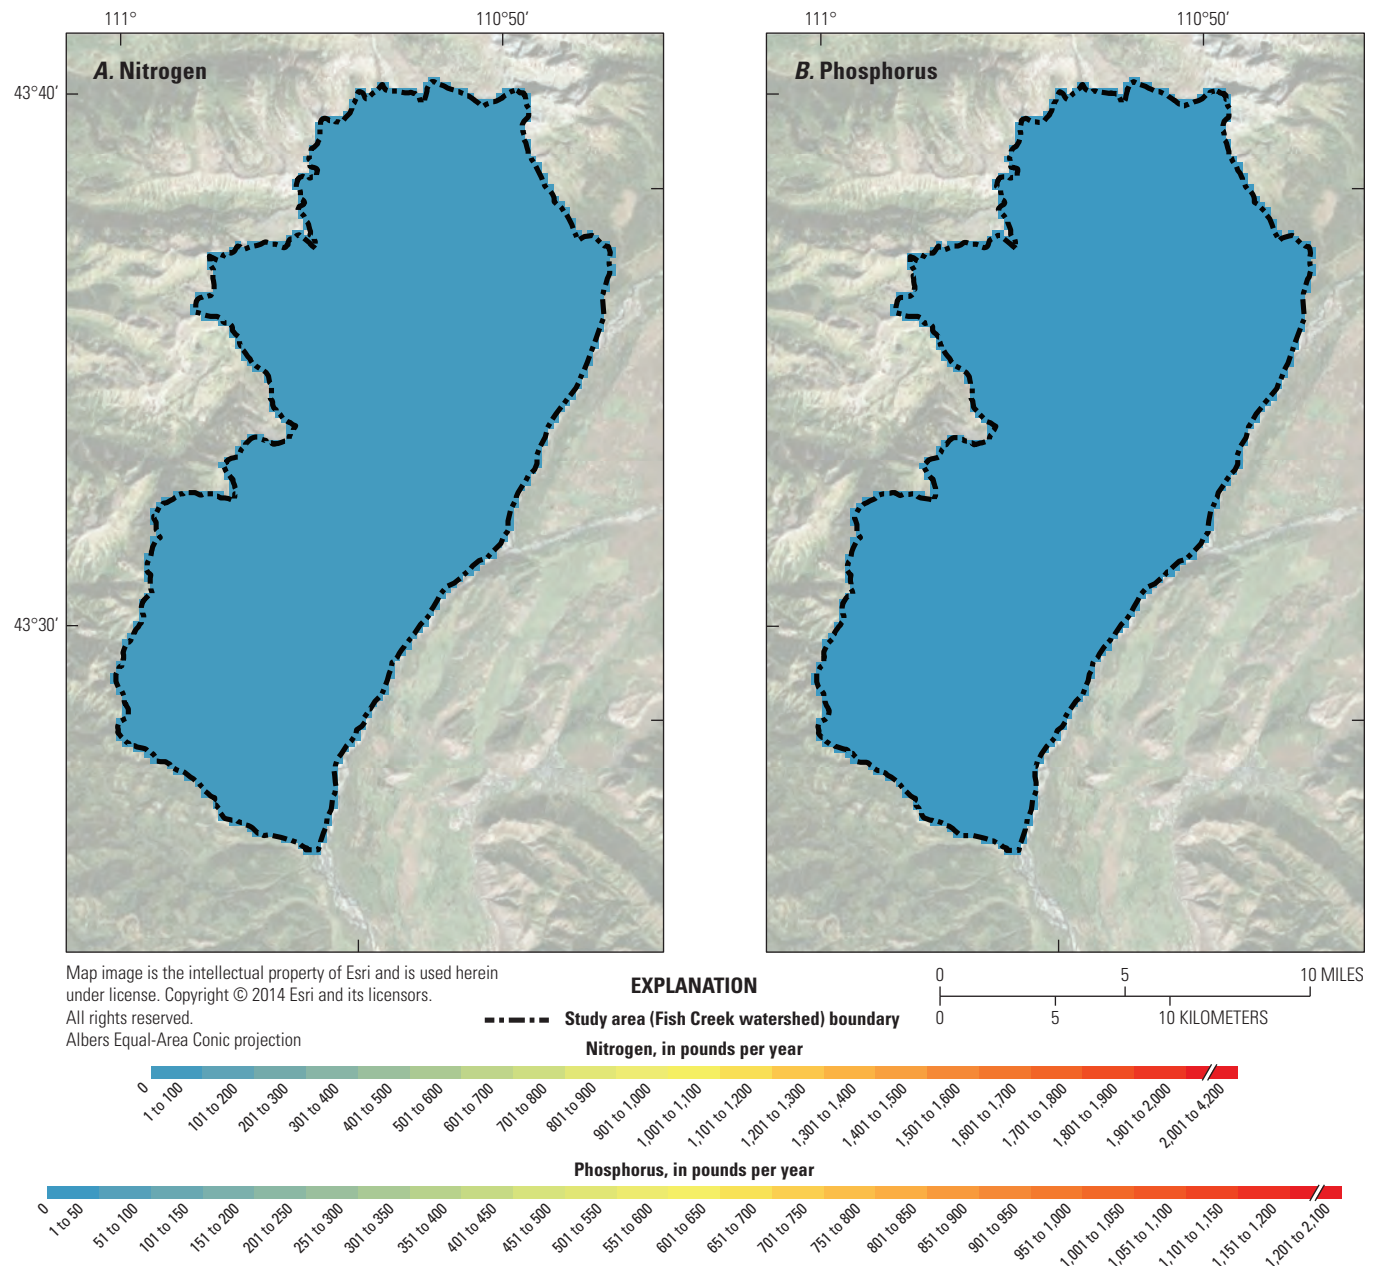 111°
110°50′
111°
110°50′
A. Nitrogen
B. Phosphorus
43°40′
43°30′
Map image is the intellectual property of Esri and is used herein
under license. Copyright © 2014 Esri and its licensors.
All rights reserved.
Albers Equal-Area Conic projection
EXPLANATION
Study area (Fish Creek watershed) boundary
0 5 10 MILES
0 5 10 KILOMETERS
Nitrogen, in pounds per year
0
1 to 100
101 to 200
201 to 300
301 to 400
401 to 500
501 to 600
601 to 700
701 to 800
801 to 900
901 to 1,000
1,001 to 1,100
1,101 to 1,200
1,201 to 1,300
1,301 to 1,400
1,401 to 1,500
1,501 to 1,600
1,601 to 1,700
1,701 to 1,800
1,801 to 1,900
1,901 to 2,000
2,001 to 4,200
Phosphorus, in pounds per year
0
1 to 50
51 to 100
101 to 150
151 to 200
201 to 250
251 to 300
301 to 350
351 to 400
401 to 450
451 to 500
501 to 550
551 to 600
601 to 650
651 to 700
701 to 750
751 to 800
801 to 850
851 to 900
901 to 950
951 to 1,000
1,001 to 1,050
1,051 to 1,100
1,101 to 1,150
1,151 to 1,200
1,201 to 2,100